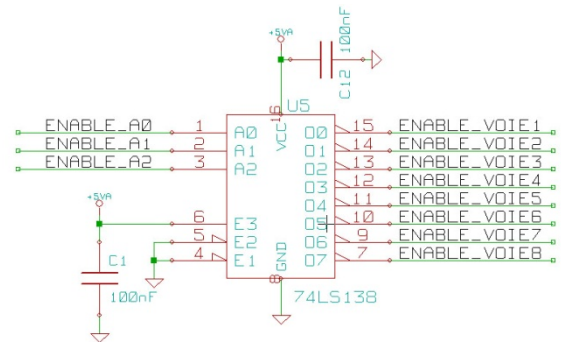 +5VA
100nF
C12
16
VCC
U5
ENABLE_A0 1 A0 O0 15 ENABLE_VOIE1
ENABLE_A1 2 A1 O1 14 ENABLE_VOIE2
ENABLE_A2 3 A2 O2 13 ENABLE_VOIE3
O3 12 ENABLE_VOIE4
O4 11 ENABLE_VOIE5
+5VA
6 E3 O5 10 ENABLE_VOIE6
5 E2 O6 9 ENABLE_VOIE7
4 E1 O7 7 ENABLE_VOIE8
GND
8
C1
100nF
74LS138